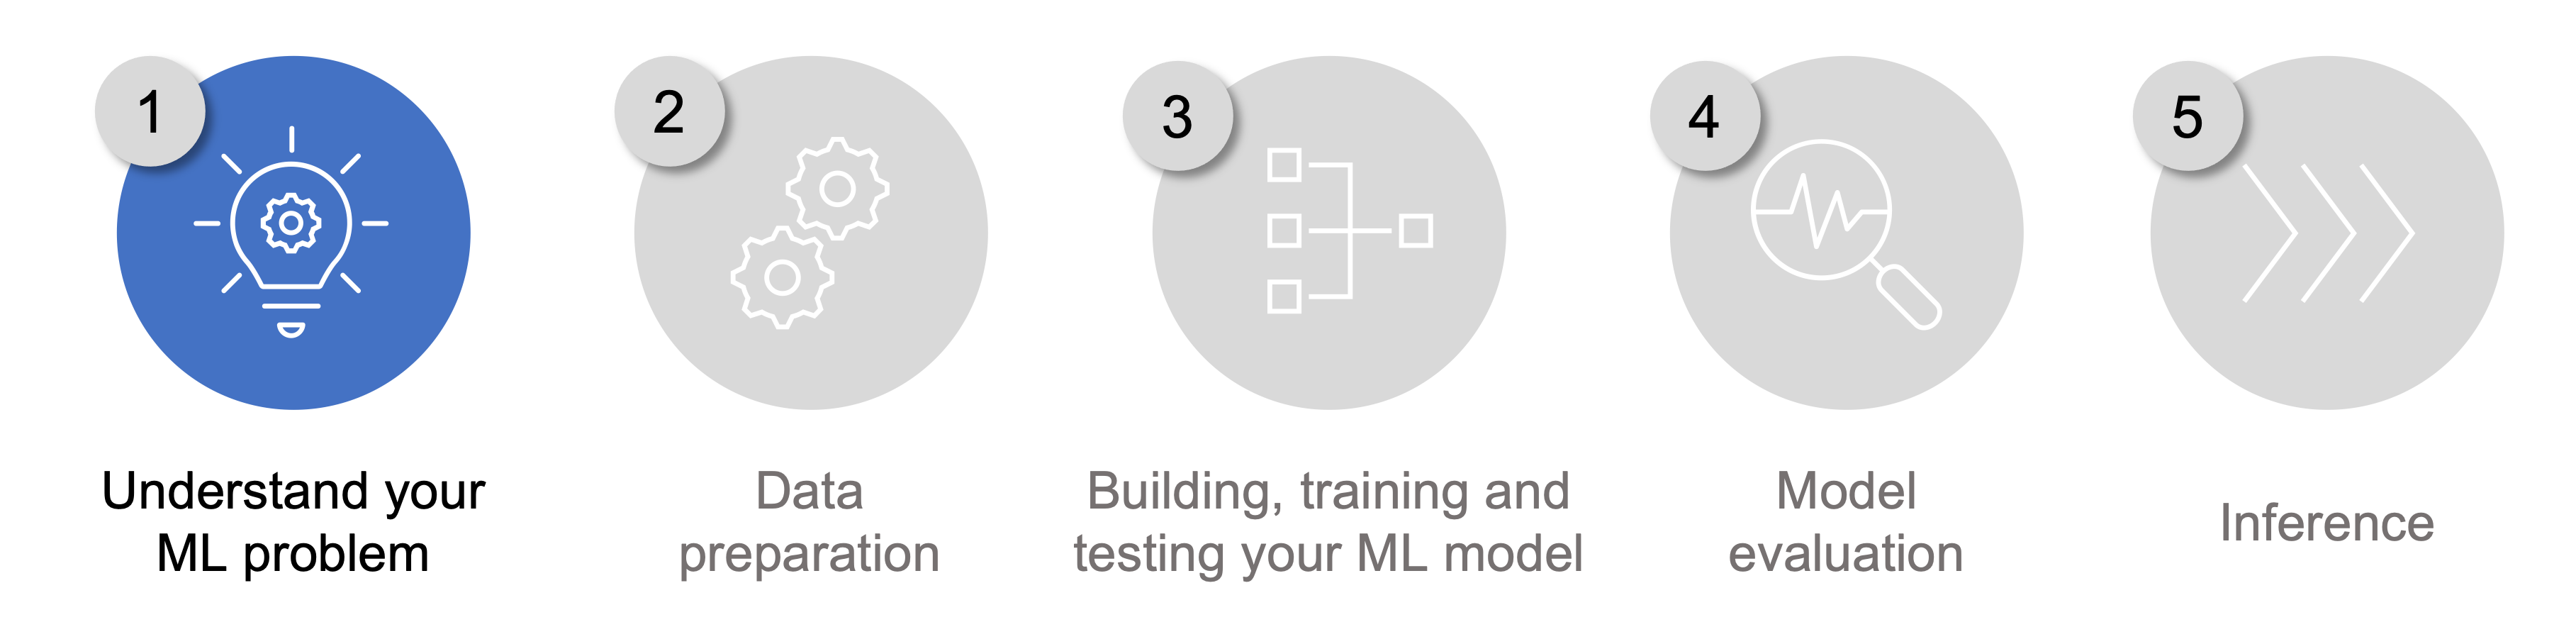 1
Understand your
ML problem
2
Data
preparation
3
Building, training and
testing your ML model
4
Model
evaluation
5
Inference